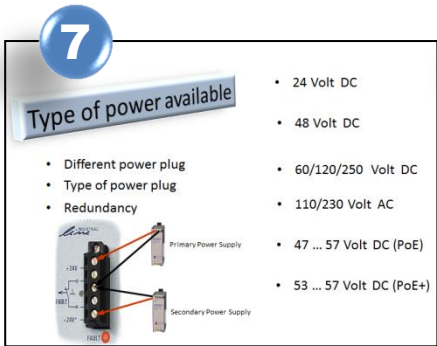 7
Type of power available
• Different power plug
• Type of power plug
• Redundancy
• 24 Volt DC
• 48 Volt DC
• 60/120/250 Volt DC
• 110/230 Volt AC
• 47 ... 57 Volt DC (PoE)
• 53 ... 57 Volt DC (PoE+)
INDUSTRIAL
line
+24V
FAULT
+24V*
FAULT
Primary Power Supply
Secondary Power Supply